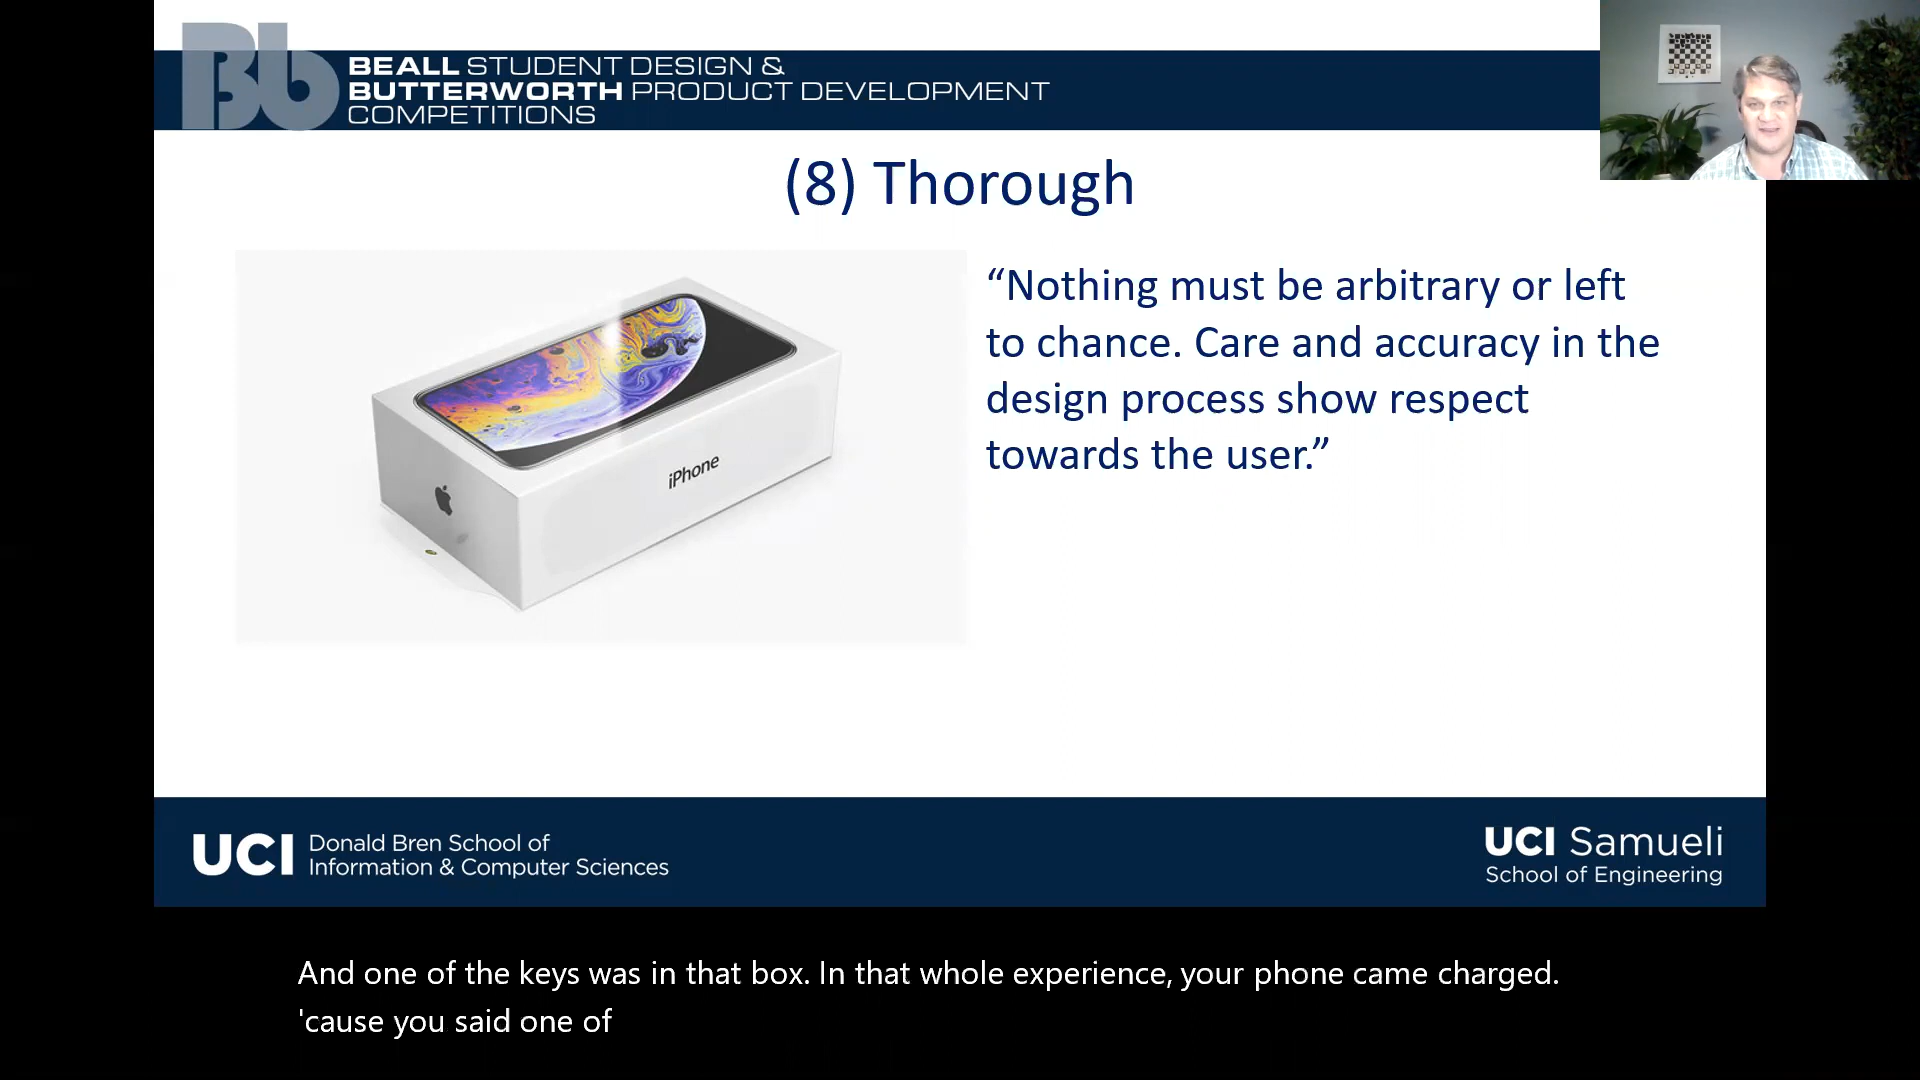 Bb
BEALL STUDENT DESIGN &
BUTTERWORTH PRODUCT DEVELOPMENT
COMPETITIONS
(8) Thorough
“Nothing must be arbitrary or left
to chance. Care and accuracy in the
design process show respect
towards the user.”
iPhone
UCI Donald Bren School of
Information & Computer Sciences
UCI Samueli
School of Engineering
And one of the keys was in that box. In that whole experience, your phone came charged.
'cause you said one of